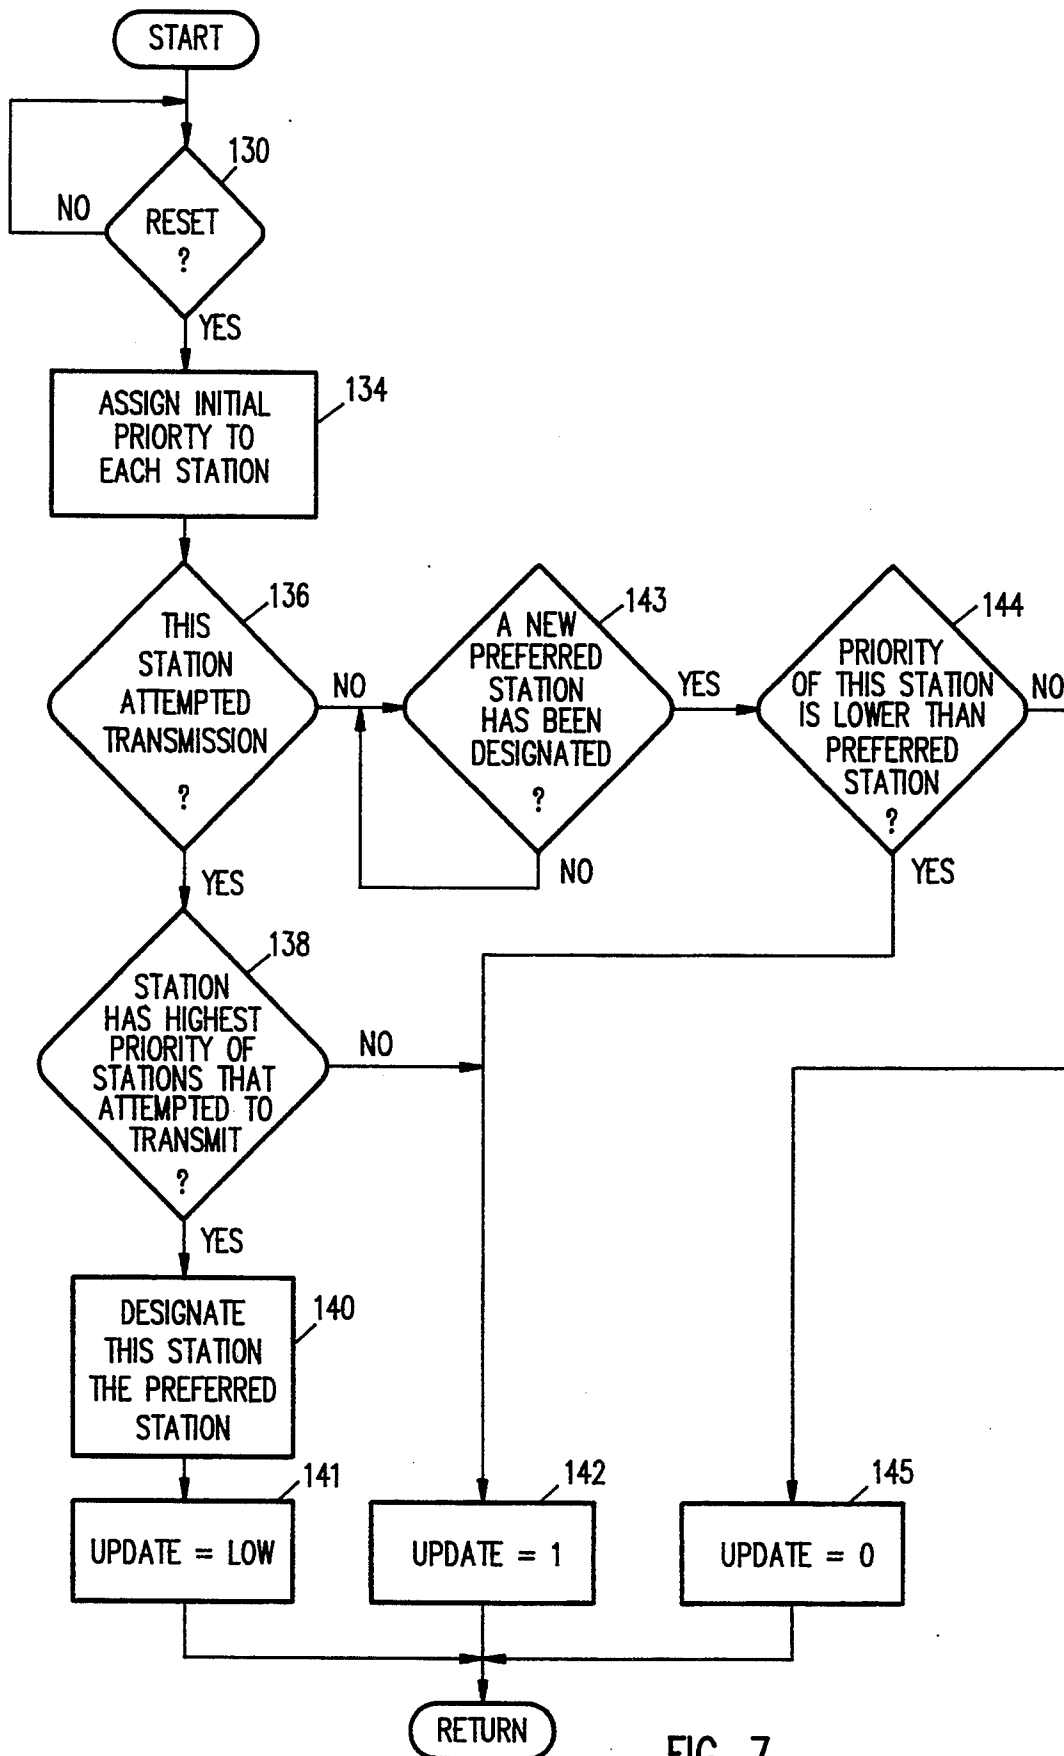 START
130
NO
RESET
?
YES
134
ASSIGN INITIAL
PRIORTY TO
EACH STATION
136
THIS
STATION
ATTEMPTED
TRANSMISSION
?
NO
YES
143
A NEW
PREFERRED
STATION
HAS BEEN
DESIGNATED
?
YES
NO
144
PRIORITY
OF THIS STATION
IS LOWER THAN
PREFERRED
STATION
?
NO
YES
138
STATION
HAS HIGHEST
PRIORITY OF
STATIONS THAT
ATTEMPTED TO
TRANSMIT
?
NO
YES
140
DESIGNATE
THIS STATION
THE PREFERRED
STATION
141
UPDATE = LOW
142
UPDATE = 1
145
UPDATE = 0
RETURN
FIG. 7